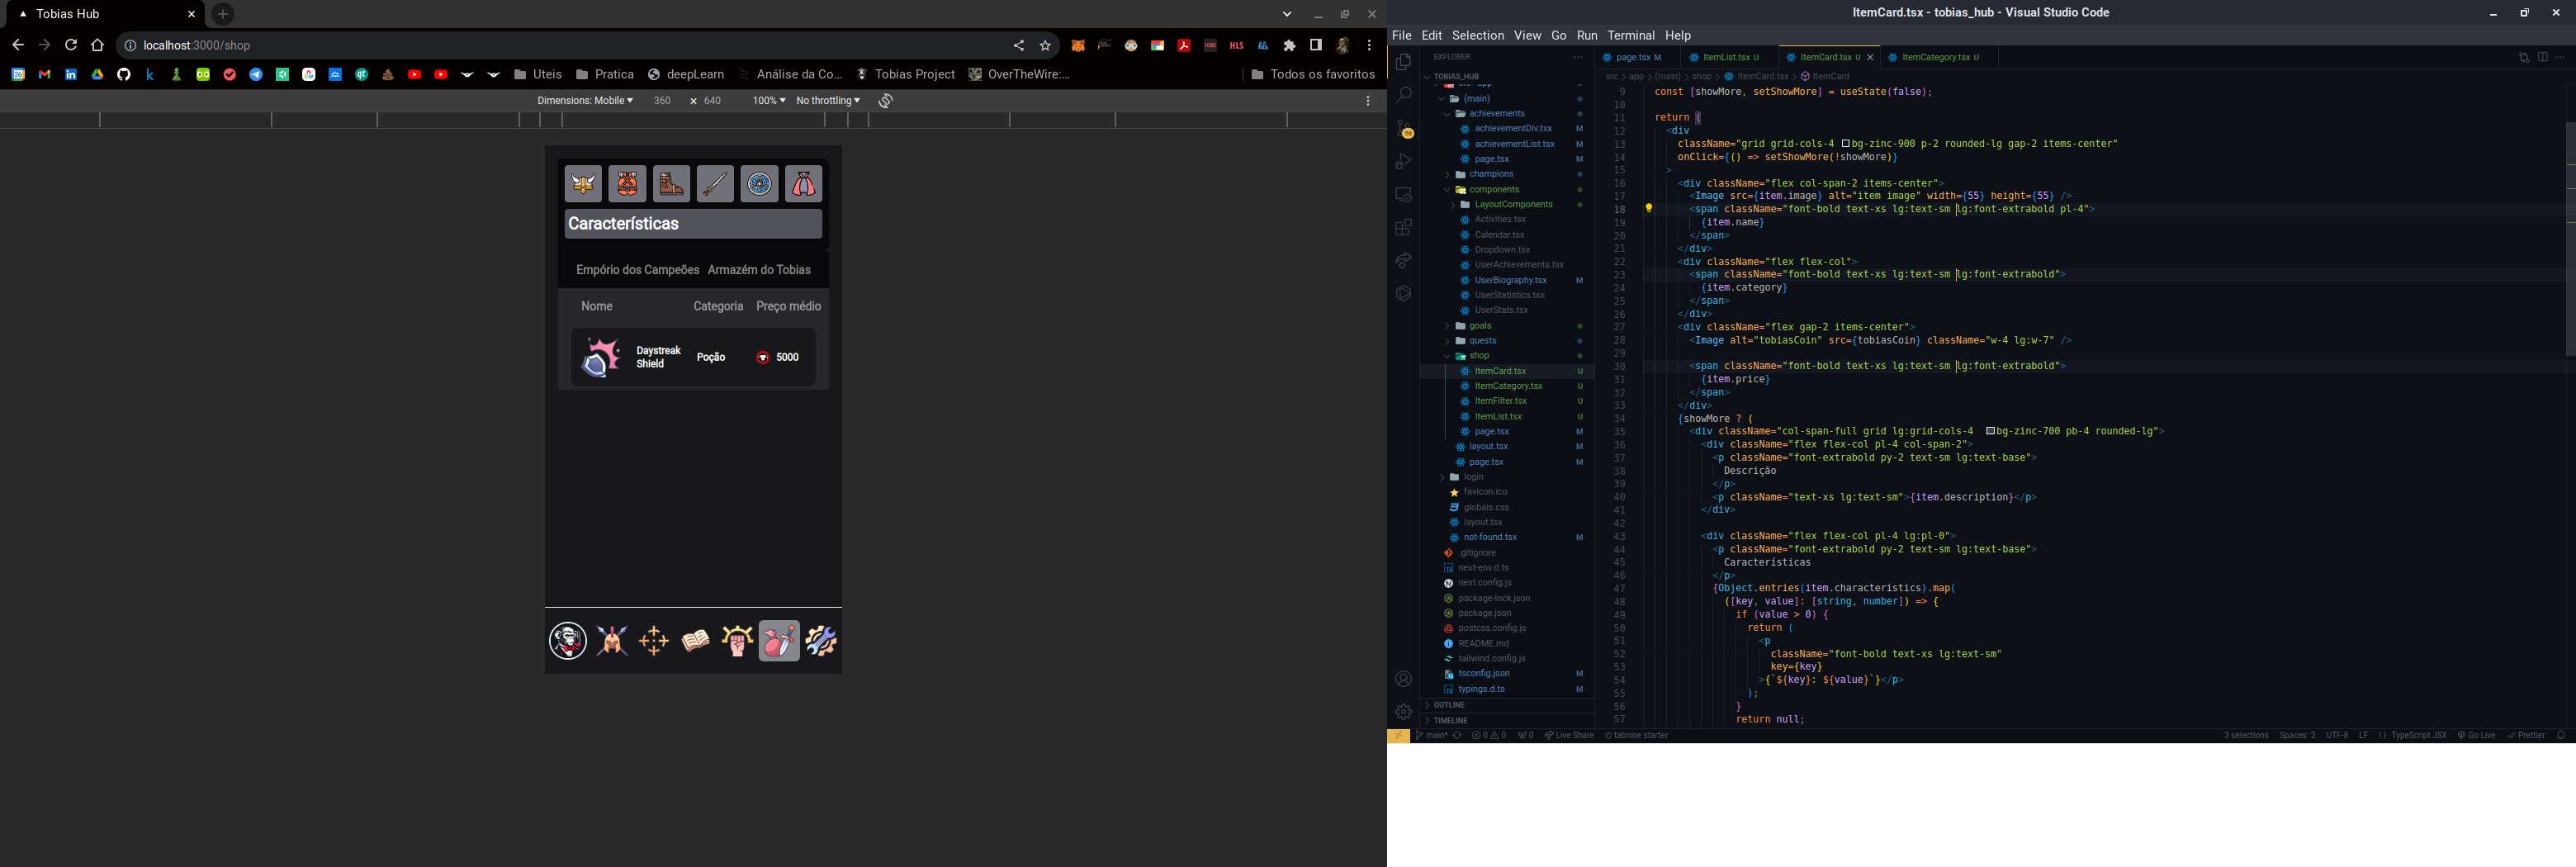 Tobias Hub
localhost:3000/shop
Uteis
Pratica
deepLearn
Análise da Co...
Tobias Project
OverTheWire:...
Todos os favoritos
Dimensions: Mobile
360
×
640
100%
No throttling
Características
Empório dos Campeões
Armazém do Tobias
Nome
Categoria
Preço médio
Daystreak
Shield
Poção
5000
ItemCard.tsx - tobias_hub - Visual Studio Code
File Edit Selection View Go Run Terminal Help
EXPLORER
TOBIAS_HUB
(main)
achievements
achievementDiv.tsx M
achievementList.tsx M
page.tsx M
champions
components
LayoutComponents
Activities.tsx
Calendar.tsx
Dropdown.tsx
UserAchievements.tsx
UserBiography.tsx M
UserStatistics.tsx
UserStats.tsx
goals
quests
shop
ItemCard.tsx U
ItemCategory.tsx U
ItemFilter.tsx U
ItemList.tsx U
page.tsx M
layout.tsx M
page.tsx M
login
favicon.ico
globals.css
layout.tsx
not-found.tsx M
.gitignore
next-env.d.ts
next.config.js
package-lock.json
package.json
postcss.config.js
README.md
tailwind.config.js
tsconfig.json M
typings.d.ts M
OUTLINE
TIMELINE
page.tsx M
ItemList.tsx U
ItemCard.tsx U
ItemCategory.tsx U
src > app > (main) > shop > ItemCard.tsx > ItemCard
9 const [showMore, setShowMore] = useState(false);
10
11 return (
12 <div
13 className="grid grid-cols-4 bg-zinc-900 p-2 rounded-lg gap-2 items-center"
14 onClick={() => setShowMore(!showMore)}
15 >
16 <div className="flex col-span-2 items-center">
17 <Image src={item.image} alt="item image" width={55} height={55} />
18 <span className="font-bold text-xs lg:text-sm lg:font-extrabold pl-4">
19 {item.name}
20 </span>
21 </div>
22 <div className="flex flex-col">
23 <span className="font-bold text-xs lg:text-sm lg:font-extrabold">
24 {item.category}
25 </span>
26 </div>
27 <div className="flex gap-2 items-center">
28 <Image alt="tobiasCoin" src={tobiasCoin} className="w-4 lg:w-7" />
29
30 <span className="font-bold text-xs lg:text-sm lg:font-extrabold">
31 {item.price}
32 </span>
33 </div>
34 {showMore ? (
35 <div className="col-span-full grid lg:grid-cols-4 bg-zinc-700 pb-4 rounded-lg">
36 <div className="flex flex-col pl-4 col-span-2">
37 <p className="font-extrabold py-2 text-sm lg:text-base">
38 Descrição
39 </p>
40 <p className="text-xs lg:text-sm">{item.description}</p>
41 </div>
42
43 <div className="flex flex-col pl-4 lg:pl-0">
44 <p className="font-extrabold py-2 text-sm lg:text-base">
45 Características
46 </p>
47 {Object.entries(item.characteristics).map(
48 ([key, value]: [string, number]) => {
49 if (value > 0) {
50 return (
51 <p
52 className="font-bold text-xs lg:text-sm"
53 key={key}
54 >{`${key}: ${value}`}</p>
55 );
56 }
57 return null;
main*
0
0
0
Live Share
tabnine starter
3 selections
Spaces: 2
UTF-8
LF
{ } TypeScript JSX
Go Live
Prettier